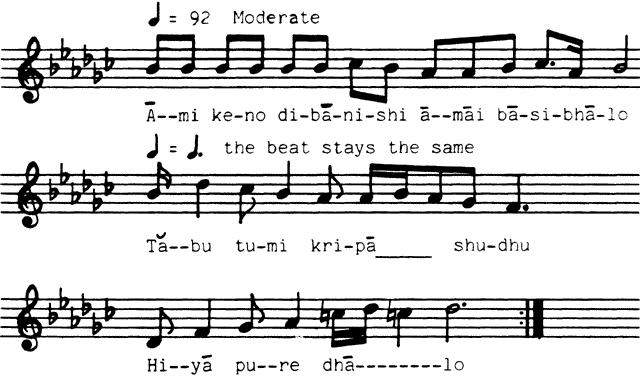 ♩ = 92 Moderate
Ā--mi ke-no di-bā-ni-shi ā--māi bā-si-bhā-lo
♩ = ♩. the beat stays the same
Tă--bu tu-mi kri-pā_____ shu-dhu
Hi--yā pu--re dhā--------lo